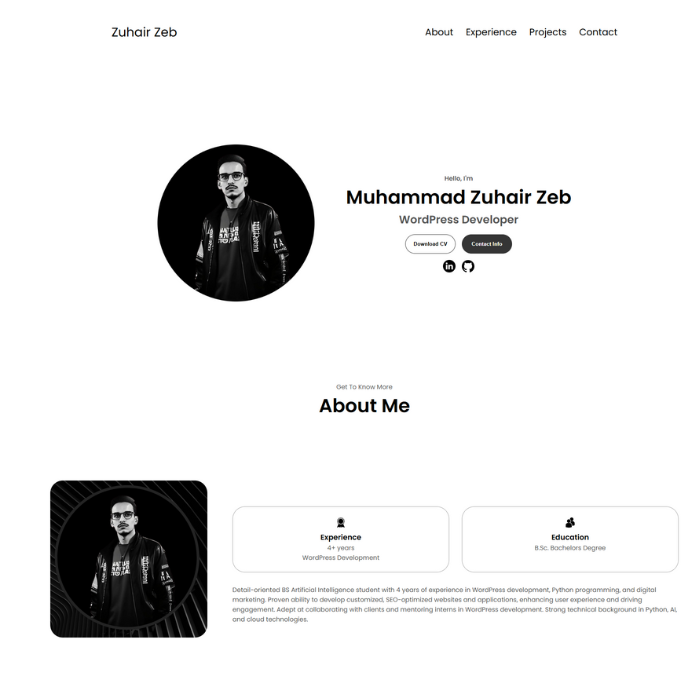 Zuhair Zeb
About Experience Projects Contact
Hello, I'm
Muhammad Zuhair Zeb
WordPress Developer
Download CV
Contact Info
Get To Know More
About Me
Experience
4+ years
WordPress Development
Education
B.Sc. Bachelors Degree
Detail-oriented BS Artificial Intelligence student with 4 years of experience in WordPress development, Python programming, and digital
marketing. Proven ability to develop customized, SEO-optimized websites and applications, enhancing user experience and driving
engagement. Adept at collaborating with clients and mentoring interns in WordPress development. Strong technical background in Python, AI,
and cloud technologies.